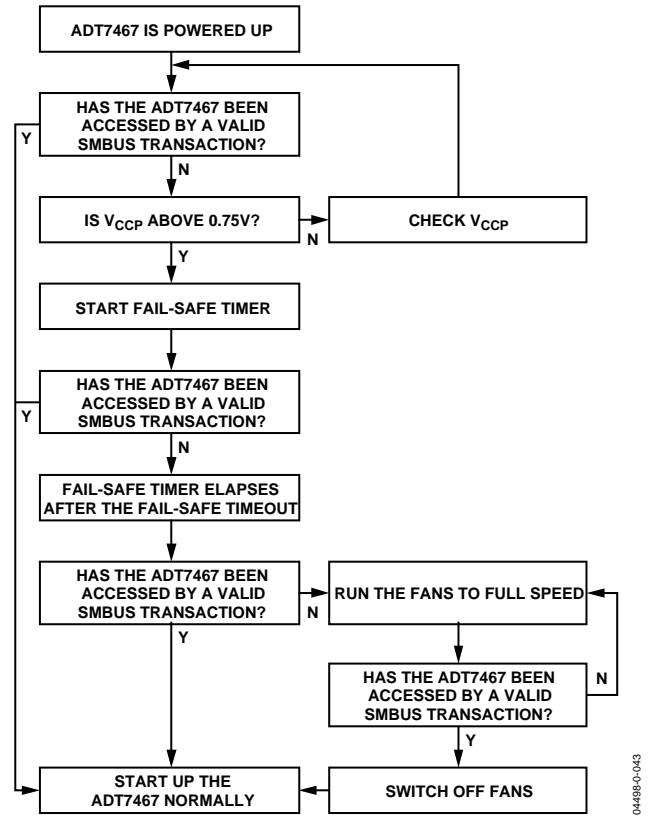 ADT7467 IS POWERED UP
HAS THE ADT7467 BEEN
ACCESSED BY A VALID
SMBUS TRANSACTION?
Y
N
IS VCCP ABOVE 0.75V?
N
CHECK VCCP
Y
START FAIL-SAFE TIMER
HAS THE ADT7467 BEEN
ACCESSED BY A VALID
SMBUS TRANSACTION?
Y
N
FAIL-SAFE TIMER ELAPSES
AFTER THE FAIL-SAFE TIMEOUT
HAS THE ADT7467 BEEN
ACCESSED BY A VALID
SMBUS TRANSACTION?
N
RUN THE FANS TO FULL SPEED
Y
HAS THE ADT7467 BEEN
ACCESSED BY A VALID
SMBUS TRANSACTION?
N
Y
START UP THE
ADT7467 NORMALLY
SWITCH OFF FANS
04498-0-043